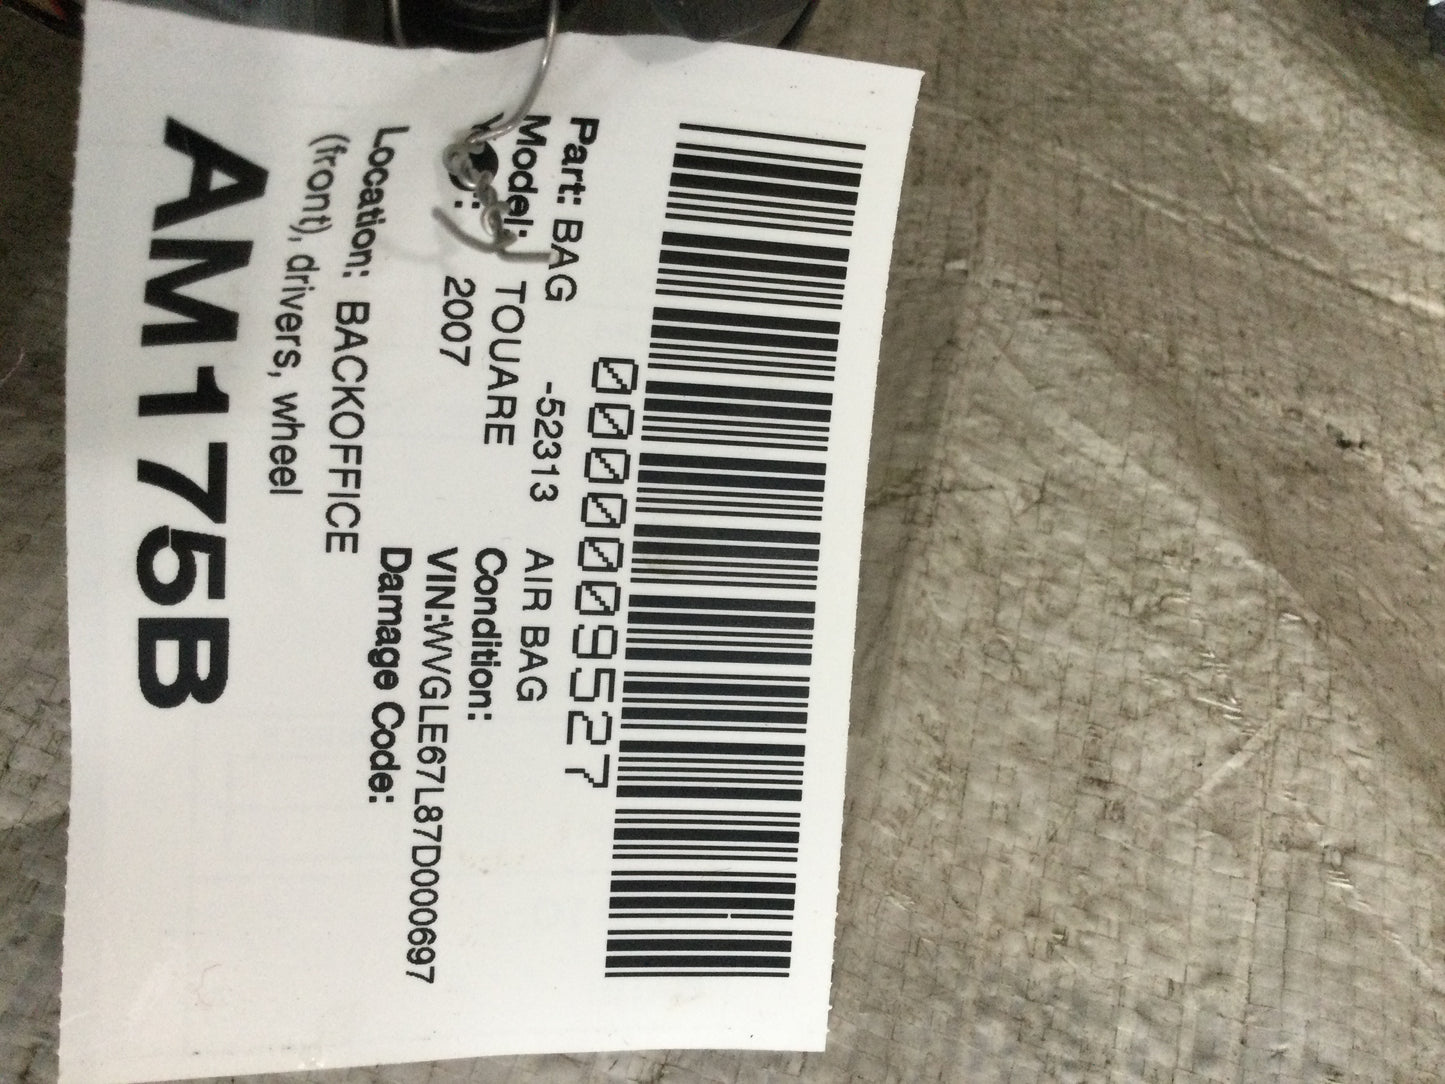 0000009527
Part: BAG -52313 AIR BAG
Model: TOUARE Condition:
2007 VIN:WVGLE67L87D000697
Location: BACKOFFICE Damage Code:
(front), drivers, wheel
AM175B